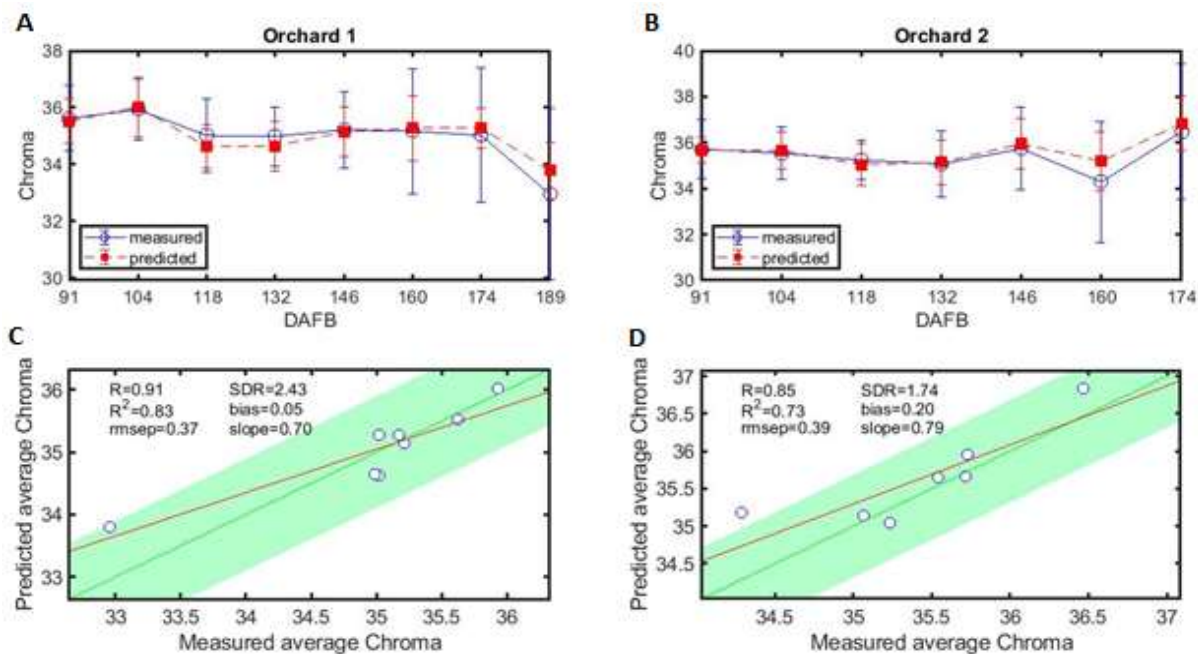 A
Orchard 1
38
36
34
32
30
Chroma
measured
predicted
91 104 118 132 146 160 174 189
DAFB
B
Orchard 2
40
38
36
34
32
30
Chroma
measured
predicted
91 104 118 132 146 160 174
DAFB
C
R=0.91 SDR=2.43
R²=0.83 bias=0.05
rmsep=0.37 slope=0.70
36
35
34
33
Predicted average Chroma
33 33.5 34 34.5 35 35.5 36
Measured average Chroma
D
R=0.85 SDR=1.74
R²=0.73 bias=0.20
rmsep=0.39 slope=0.79
37
36.5
36
35.5
35
34.5
Predicted average Chroma
34.5 35 35.5 36 36.5 37
Measured average Chroma